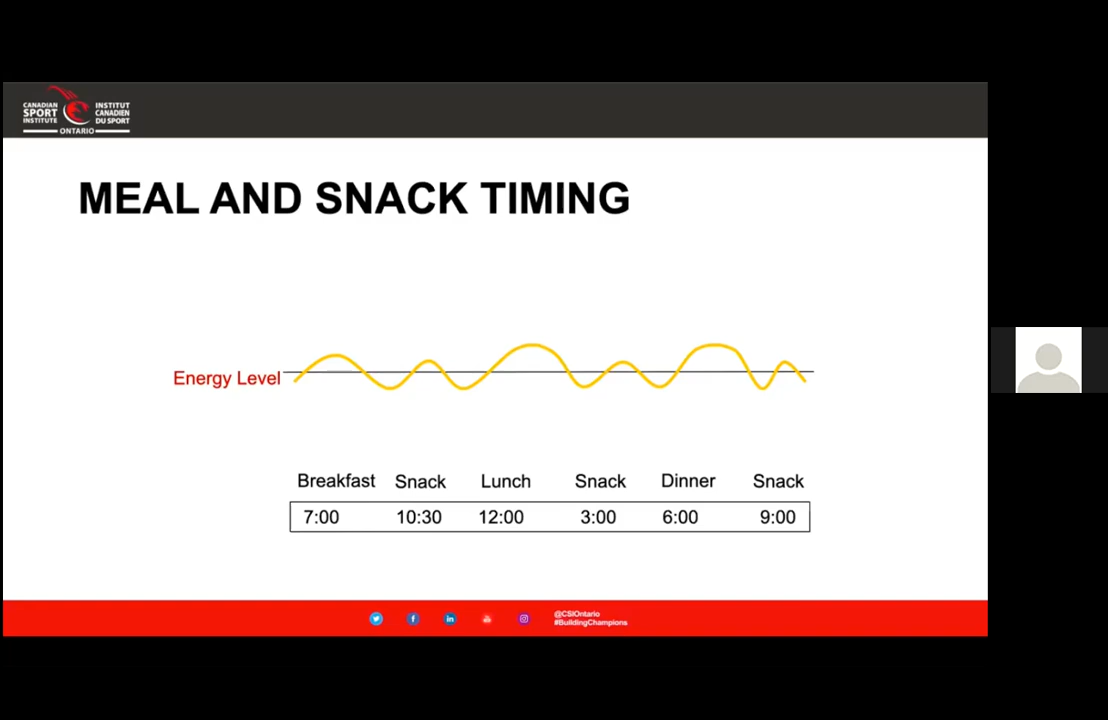 CANADIAN
SPORT
INSTITUTE
INSTITUT
CANADIEN
DU SPORT
ONTARIO
MEAL AND SNACK TIMING
Energy Level
Breakfast Snack Lunch Snack Dinner Snack
7:00 10:30 12:00 3:00 6:00 9:00
@CSIOntario
#BuildingChampions